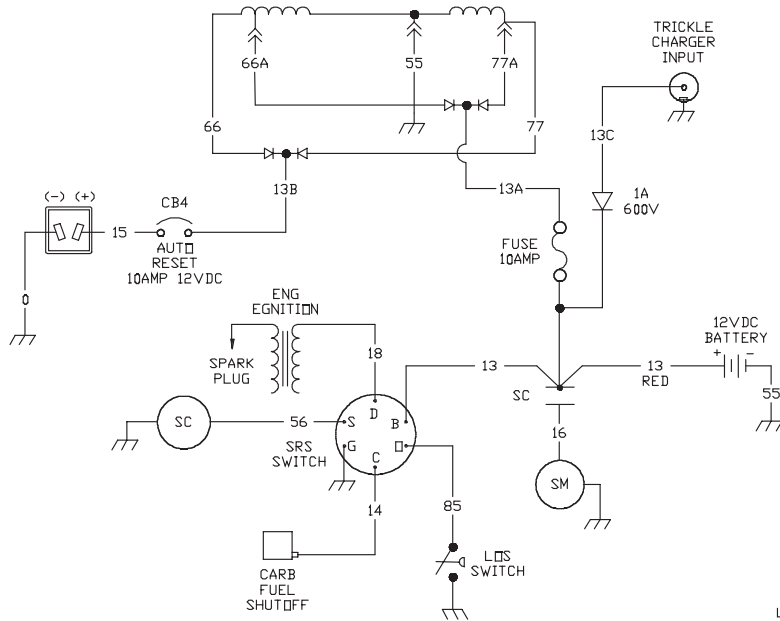 TRICKLE
CHARGER
INPUT
66A
55
77A
66
77
13C
13B
13A
1A
600V
(-) (+)
CB4
15
AUTO
RESET
10AMP 12VDC
FUSE
10AMP
0
ENG
EGNITION
12VDC
BATTERY
+ -
SPARK
PLUG
18
13
13
RED
SC
55
SC
56
S
D
B
16
SRS
SWITCH
G
C
O
SM
14
85
LOS
SWITCH
CARB
FUEL
SHUTOFF
L